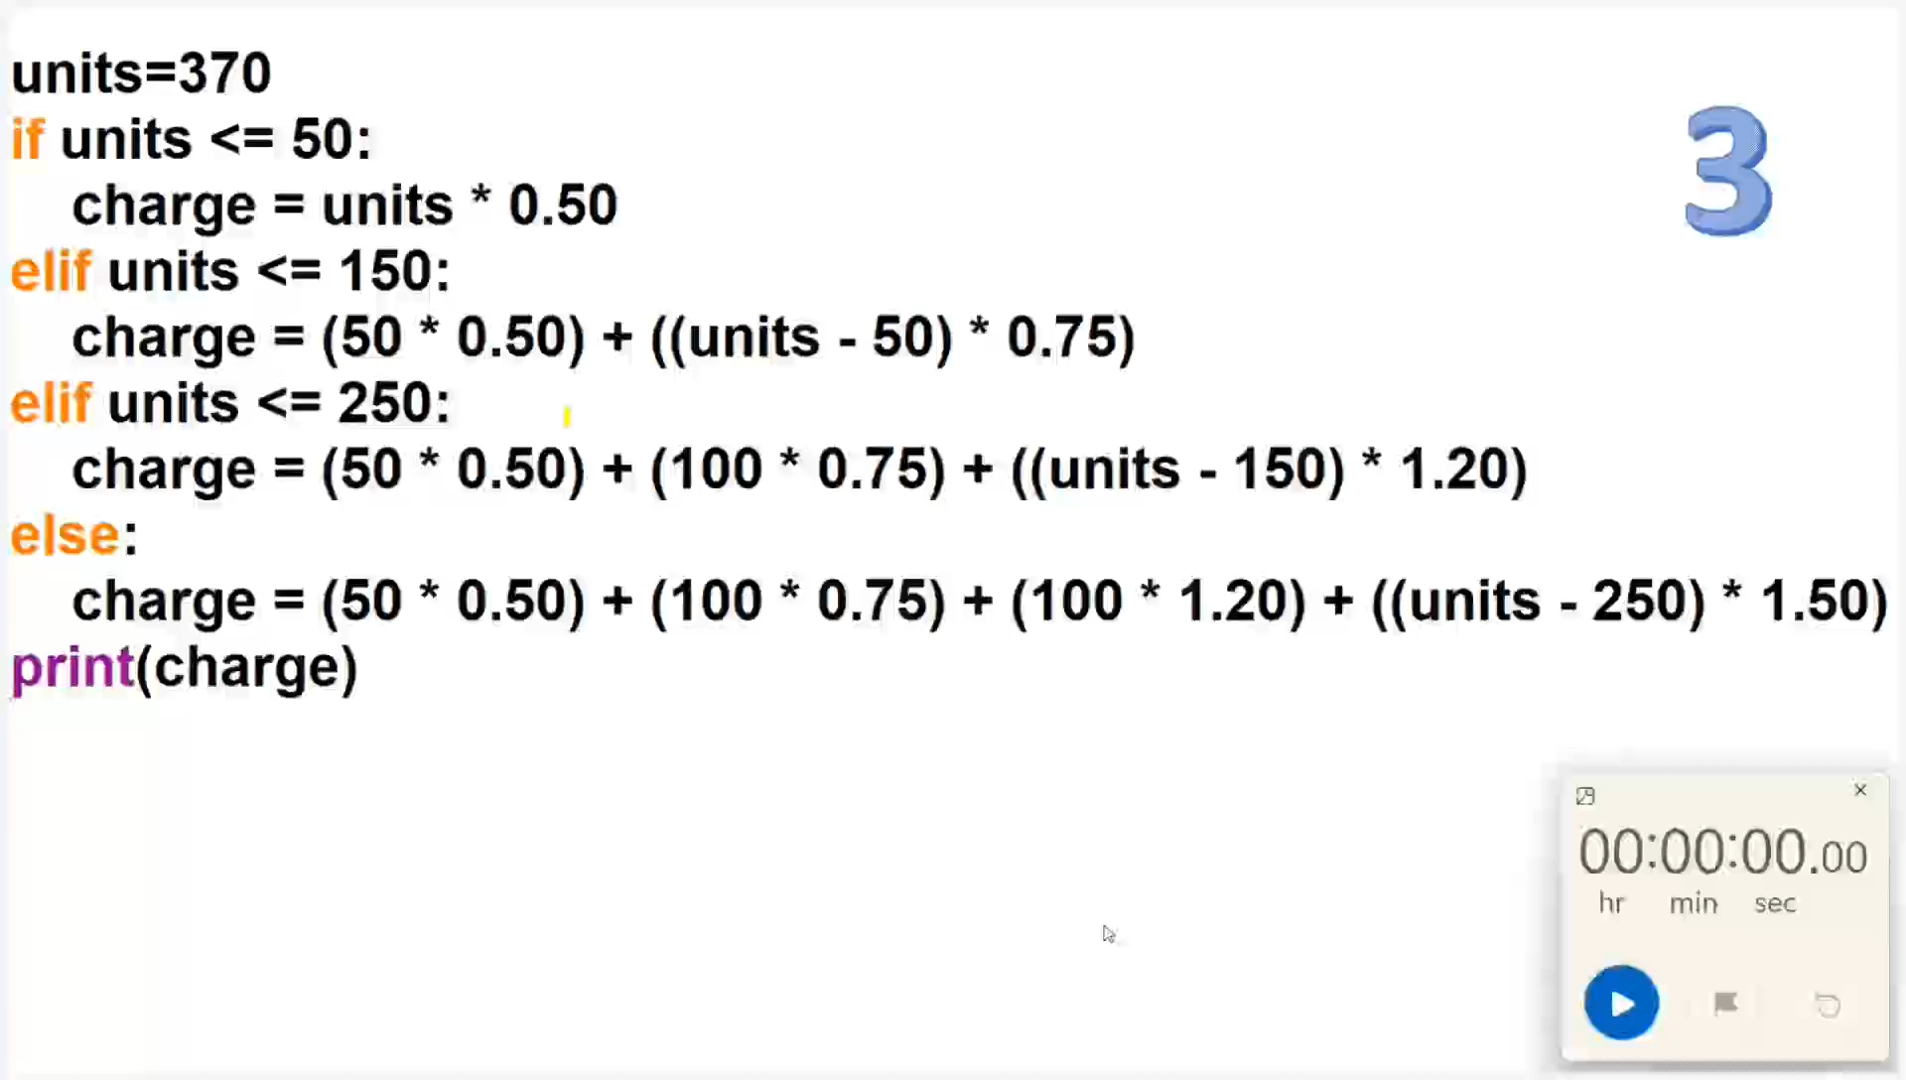 units=370
if units <= 50:
    charge = units * 0.50
elif units <= 150:
    charge = (50 * 0.50) + ((units - 50) * 0.75)
elif units <= 250:
    charge = (50 * 0.50) + (100 * 0.75) + ((units - 150) * 1.20)
else:
    charge = (50 * 0.50) + (100 * 0.75) + (100 * 1.20) + ((units - 250) * 1.50)
print(charge)
3
00:00:00.00
hr min sec